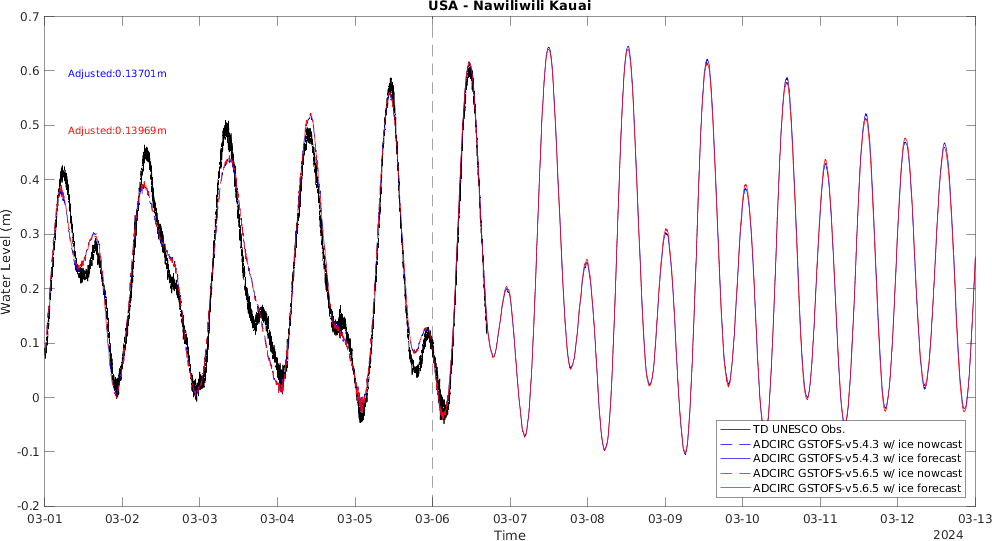 USA - Nawiliwili Kauai
0.7
0.6
0.5
0.4
0.3
0.2
0.1
0
-0.1
-0.2
Water Level (m)
Adjusted:0.13701m
Adjusted:0.13969m
TD UNESCO Obs.
ADCIRC GSTOFS-v5.4.3 w/ ice nowcast
ADCIRC GSTOFS-v5.4.3 w/ ice forecast
ADCIRC GSTOFS-v5.6.5 w/ ice nowcast
ADCIRC GSTOFS-v5.6.5 w/ ice forecast
03-01 03-02 03-03 03-04 03-05 03-06 03-07 03-08 03-09 03-10 03-11 03-12 03-13
Time
2024